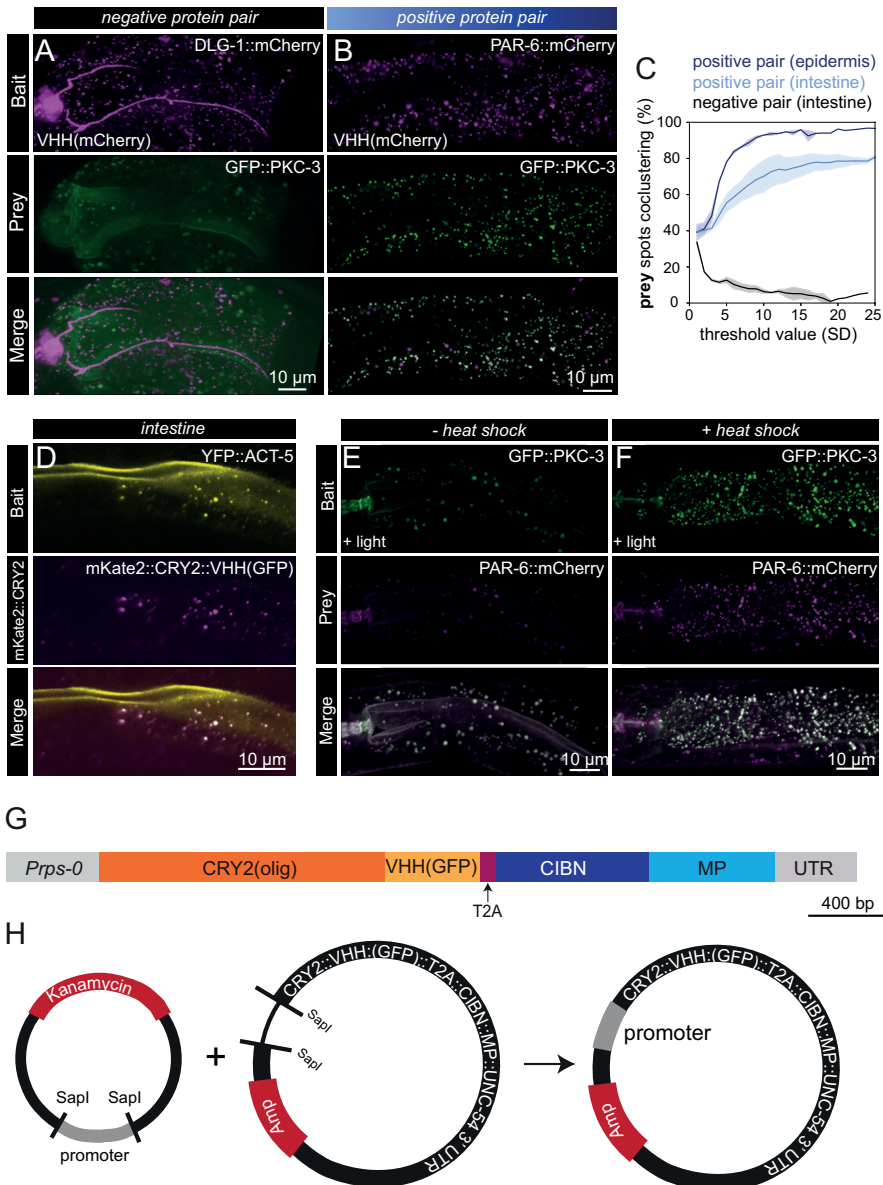 negative protein pair
positive protein pair
A
DLG-1::mCherry
B
PAR-6::mCherry
Bait
VHH(mCherry)
VHH(mCherry)
GFP::PKC-3
GFP::PKC-3
Prey
Merge
10 µm
10 µm
C
positive pair (epidermis)
positive pair (intestine)
negative pair (intestine)
prey spots coclustering (%)
100
80
60
40
20
0
0
5
10
15
20
25
threshold value (SD)
intestine
- heat shock
+ heat shock
D
YFP::ACT-5
E
GFP::PKC-3
F
GFP::PKC-3
Bait
Bait
+ light
+ light
mKate2::CRY2
mKate2::CRY2::VHH(GFP)
Prey
PAR-6::mCherry
PAR-6::mCherry
Merge
Merge
10 µm
10 µm
10 µm
G
Prps-0
CRY2(olig)
VHH(GFP)
CIBN
MP
UTR
T2A
400 bp
H
Kanamycin
SapI
SapI
promoter
+
CRY2::VHH:(GFP)::T2A::CIBN::MP::UNC-54 3' UTR
SapI
SapI
Amp
CRY2::VHH:(GFP)::T2A::CIBN::MP::UNC-54 3' UTR
promoter
Amp